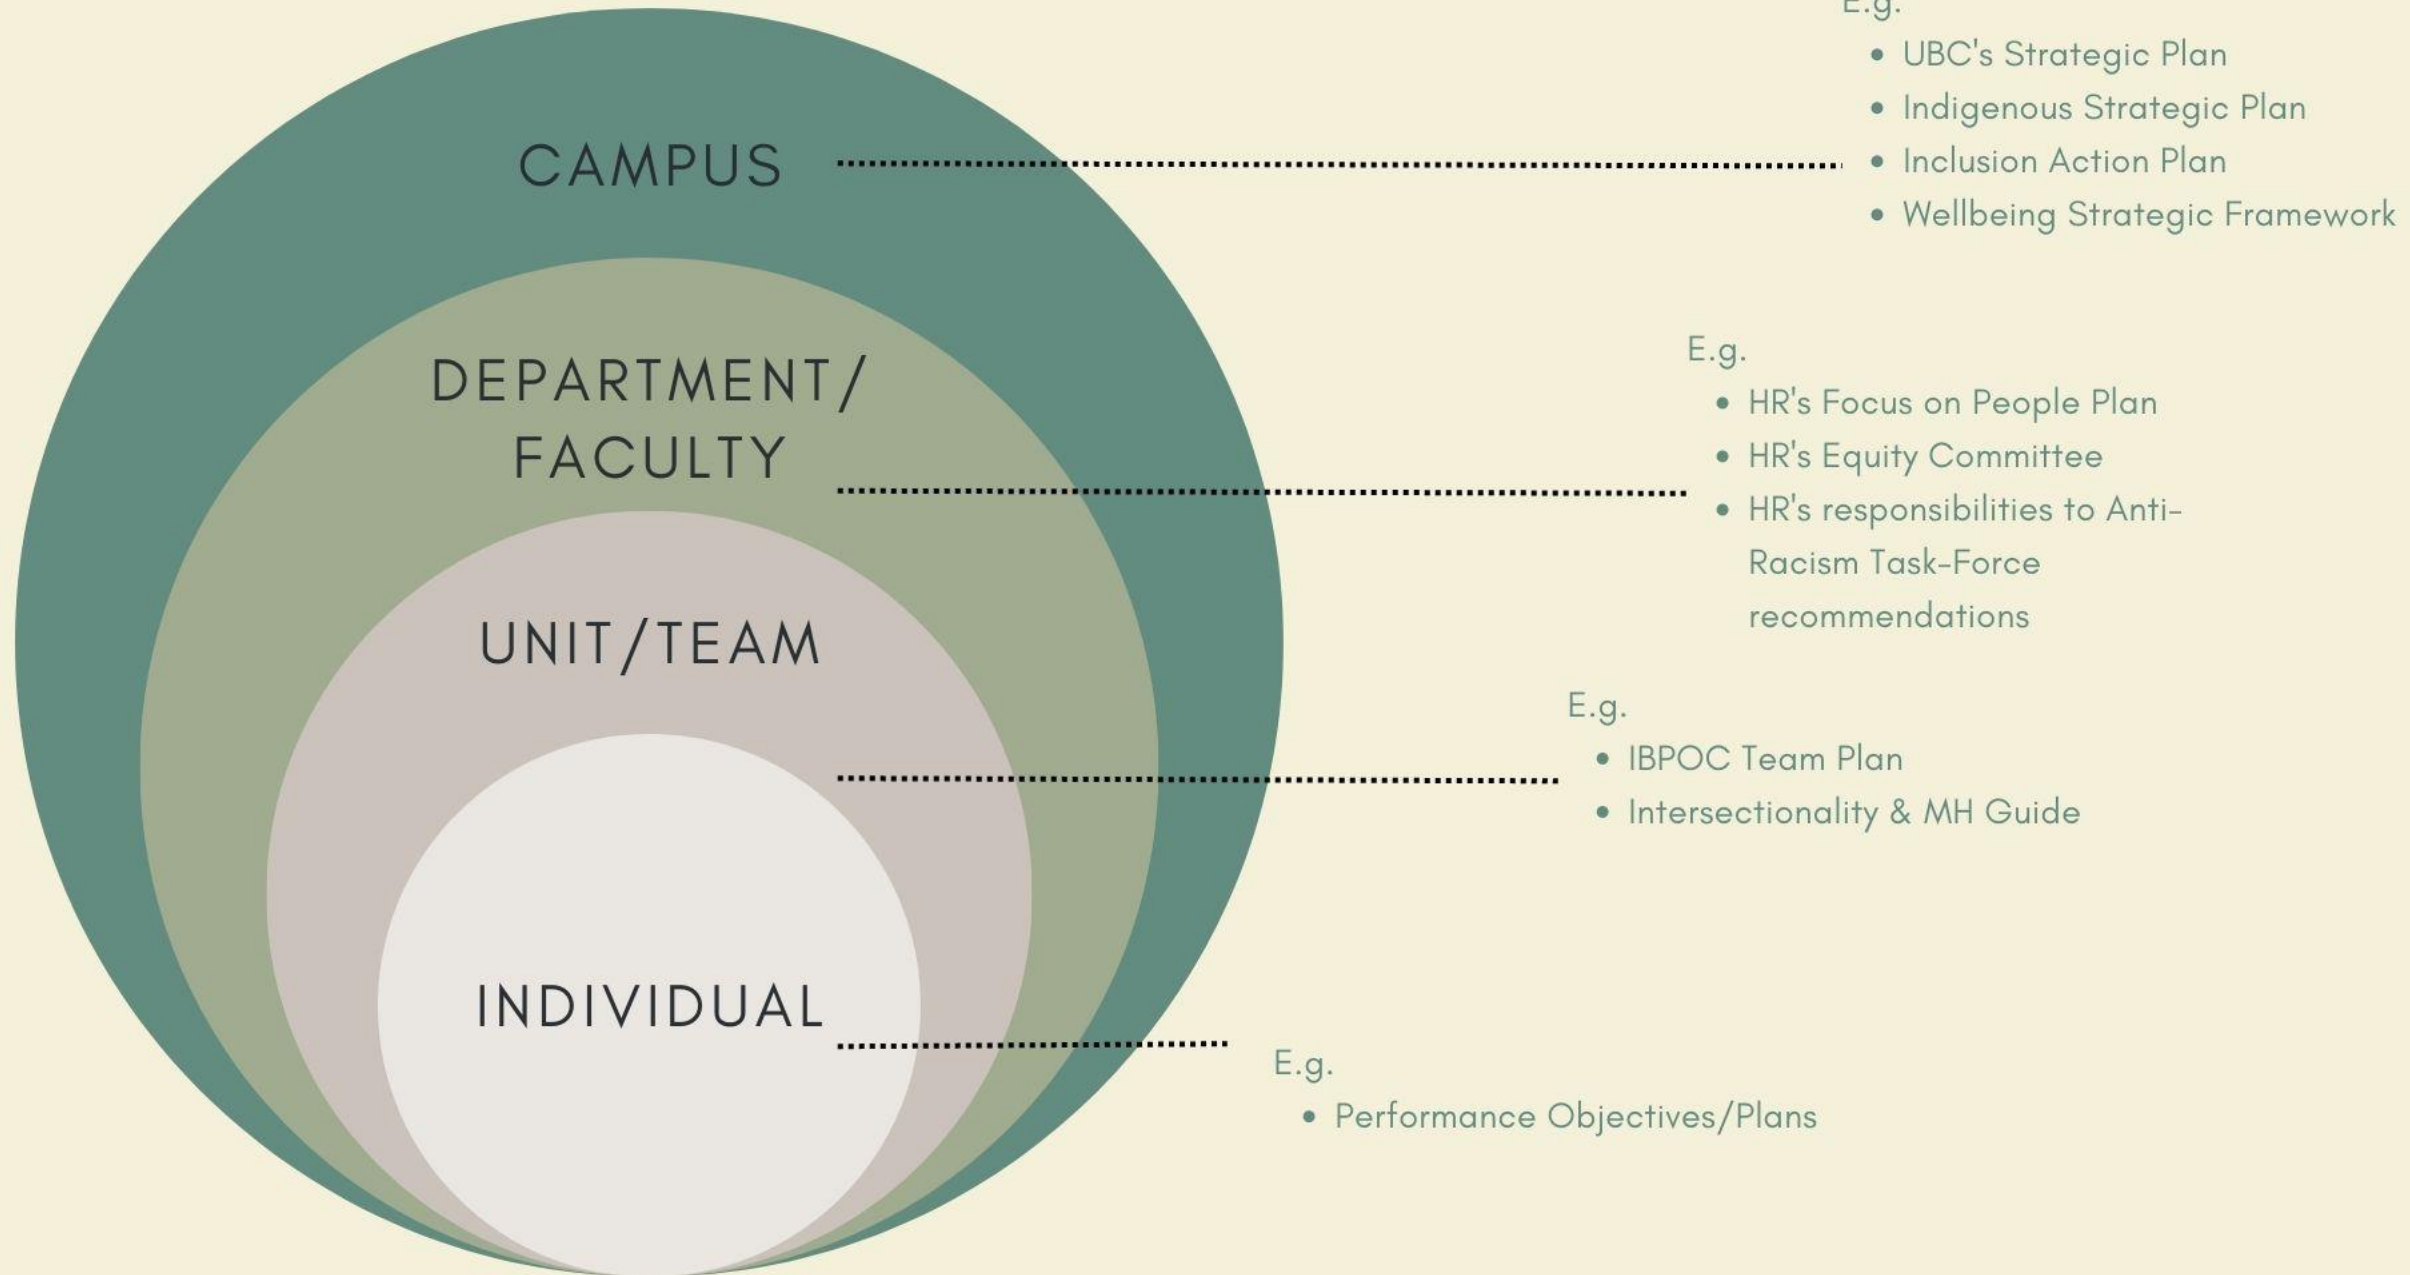 E.g.
• UBC's Strategic Plan
• Indigenous Strategic Plan
CAMPUS
• Inclusion Action Plan
• Wellbeing Strategic Framework
DEPARTMENT/
FACULTY
E.g.
• HR's Focus on People Plan
• HR's Equity Committee
• HR's responsibilities to Anti-
Racism Task-Force
recommendations
UNIT/TEAM
E.g.
• IBPOC Team Plan
• Intersectionality & MH Guide
INDIVIDUAL
E.g.
• Performance Objectives/Plans